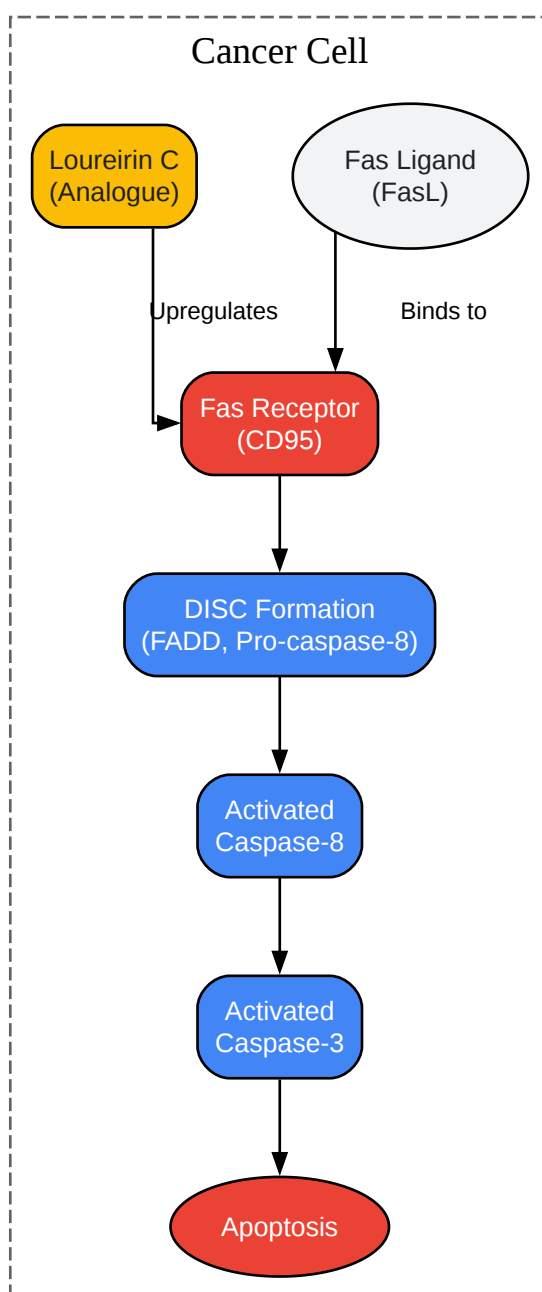 Cancer Cell
Loureirin C
(Analogue)
Fas Ligand
(FasL)
Upregulates
Binds to
Fas Receptor
(CD95)
DISC Formation
(FADD, Pro-caspase-8)
Activated
Caspase-8
Activated
Caspase-3
Apoptosis